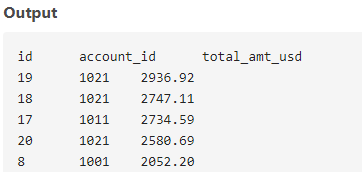 Output
id account_id total_amt_usd
19 1021 2936.92
18 1021 2747.11
17 1011 2734.59
20 1021 2580.69
8 1001 2052.20